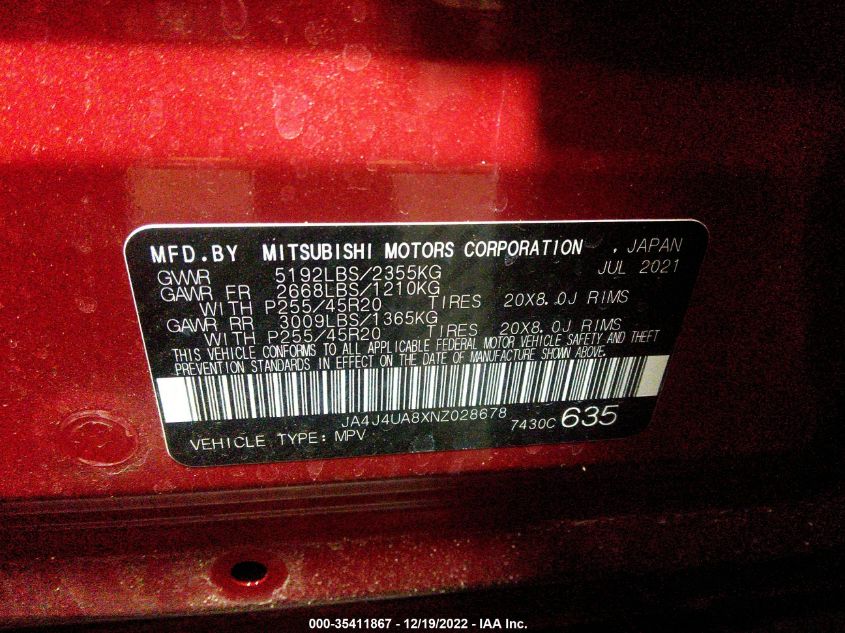 MFD.BY MITSUBISHI MOTORS CORPORATION , JAPAN
JUL 2021
GVWR 5192LBS/2355KG
GAWR FR 2668LBS/1210KG
WITH P255/45R20 TIRES 20X8.0J RIMS
GAWR RR 3009LBS/1365KG
WITH P255/45R20 TIRES 20X8.0J RIMS
THIS VEHICLE CONFORMS TO ALL APPLICABLE FEDERAL MOTOR VEHICLE SAFETY AND THEFT
PREVENTION STANDARDS IN EFFECT ON THE DATE OF MANUFACTURE SHOWN ABOVE.
JA4J4UA8XNZ028678
VEHICLE TYPE: MPV 7430C 635
000-35411867 - 12/19/2022 - IAA Inc.